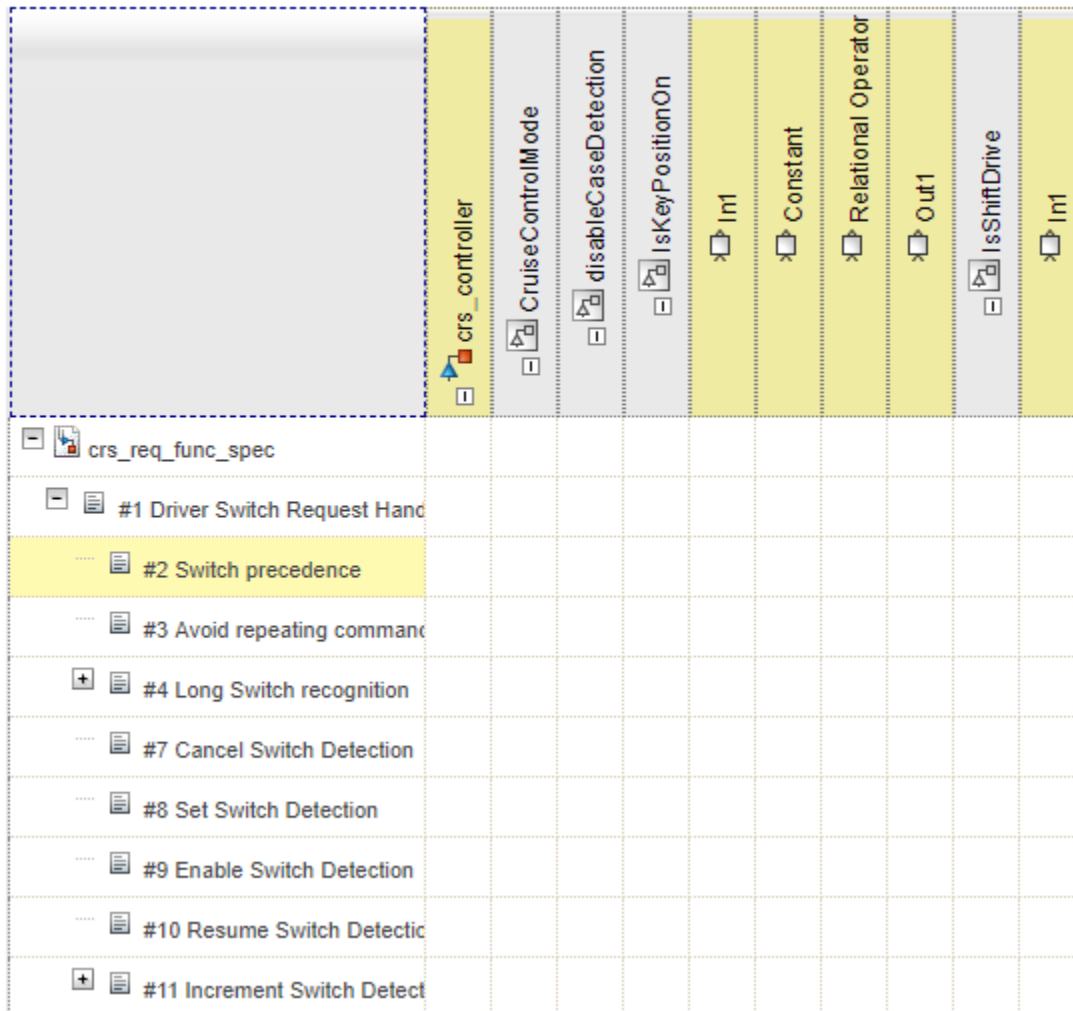 crs_controller
CruiseControlMode
disableCaseDetection
IsKeyPositionOn
In1
Constant
Relational Operator
Out1
IsShiftDrive
In1
crs_req_func_spec
#1 Driver Switch Request Hand
#2 Switch precedence
#3 Avoid repeating command
#4 Long Switch recognition
#7 Cancel Switch Detection
#8 Set Switch Detection
#9 Enable Switch Detection
#10 Resume Switch Detectic
#11 Increment Switch Detect